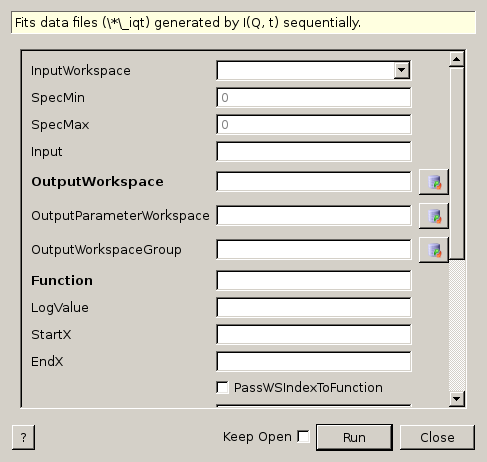 Fits data files (\*\_iqt) generated by I(Q, t) sequentially.
InputWorkspace
SpecMin 0
SpecMax 0
Input
OutputWorkspace
OutputParameterWorkspace
OutputWorkspaceGroup
Function
LogValue
StartX
EndX
PassWSIndexToFunction
? Keep Open Run Close